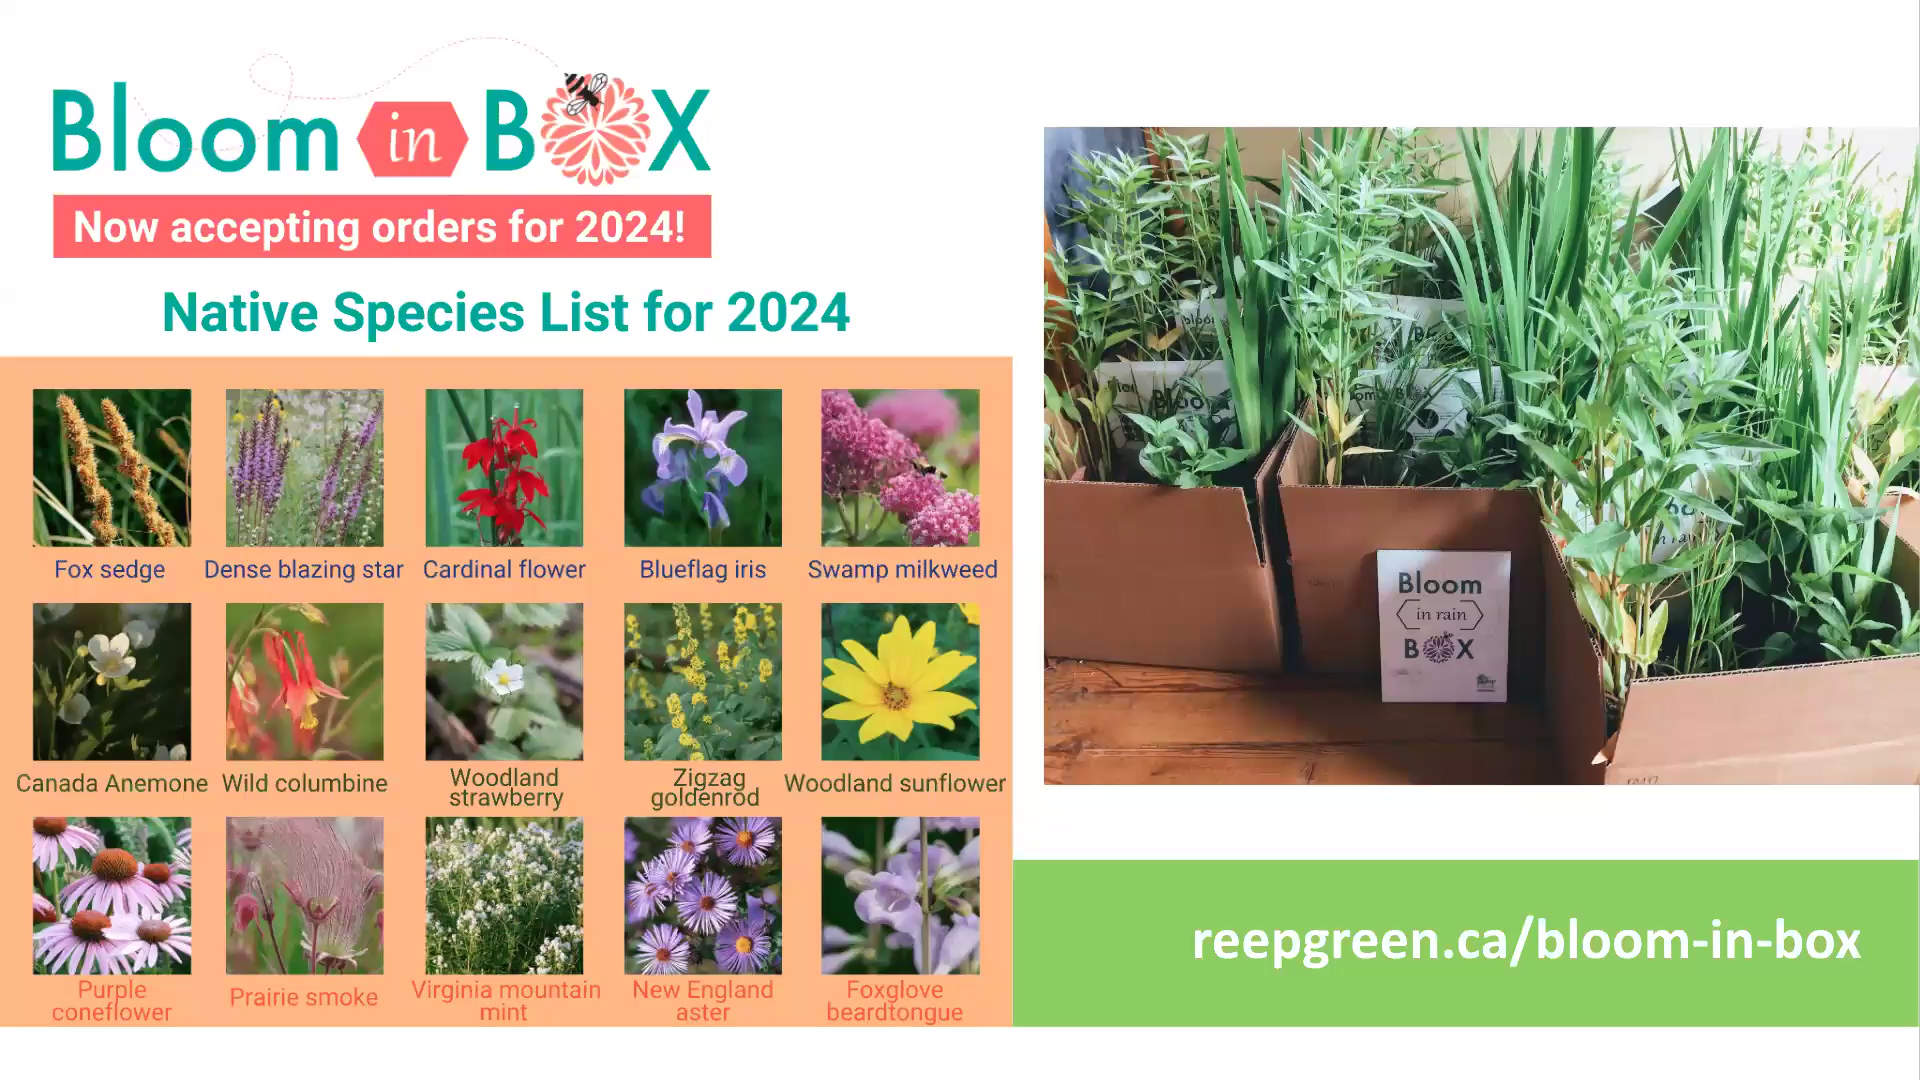 Bloom in BOX
Now accepting orders for 2024!
Native Species List for 2024
Fox sedge
Dense blazing star
Cardinal flower
Blueflag iris
Swamp milkweed
Canada Anemone
Wild columbine
Woodland
strawberry
Zigzag
goldenrod
Woodland sunflower
Purple
coneflower
Prairie smoke
Virginia mountain
mint
New England
aster
Foxglove
beardtongue
Bloom
in rain
BOX
reepgreen.ca/bloom-in-box